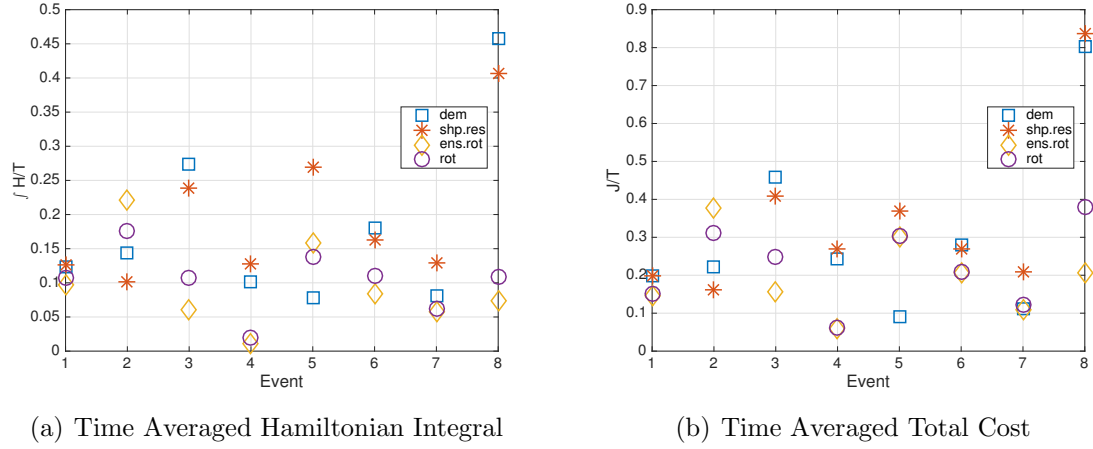 0.5
0.45
0.4
0.35
0.3
0.25
0.2
0.15
0.1
0.05
0
∫ H/T
1 2 3 4 5 6 7 8
Event
dem
shp.res
ens.rot
rot
(a) Time Averaged Hamiltonian Integral
0.9
0.8
0.7
0.6
0.5
0.4
0.3
0.2
0.1
0
J/T
1 2 3 4 5 6 7 8
Event
dem
shp.res
ens.rot
rot
(b) Time Averaged Total Cost